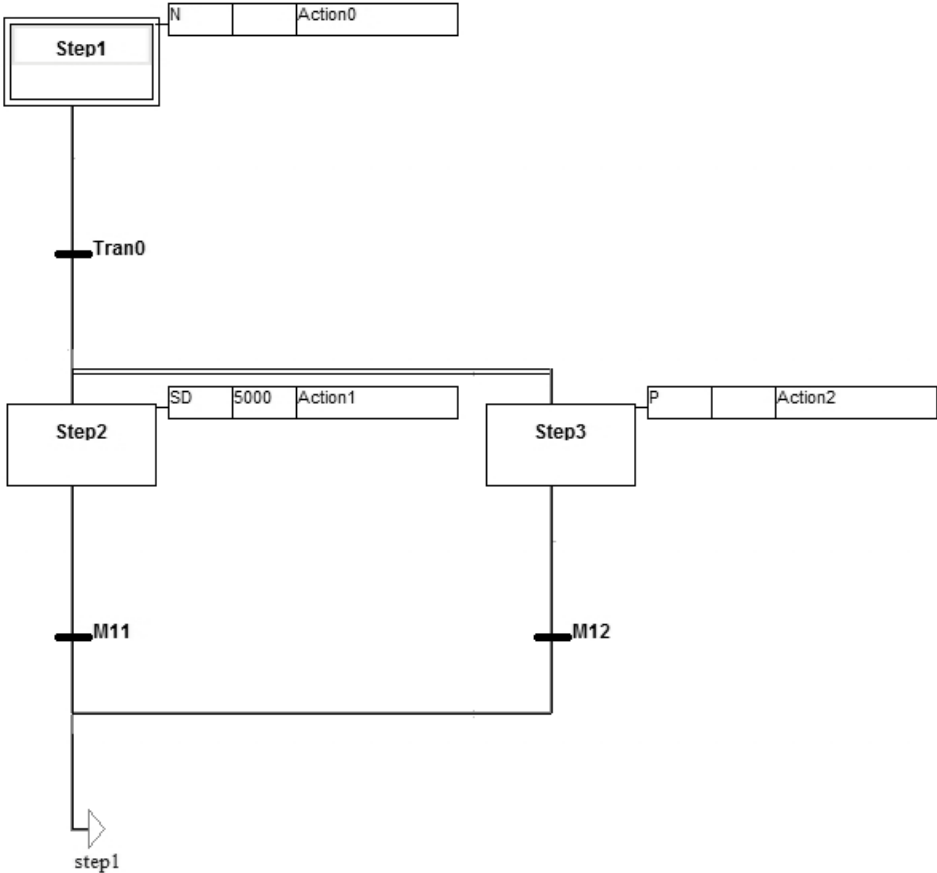 N Action0
Step1
Tran0
SD 5000 Action1
P Action2
Step2
Step3
M11
M12
step1